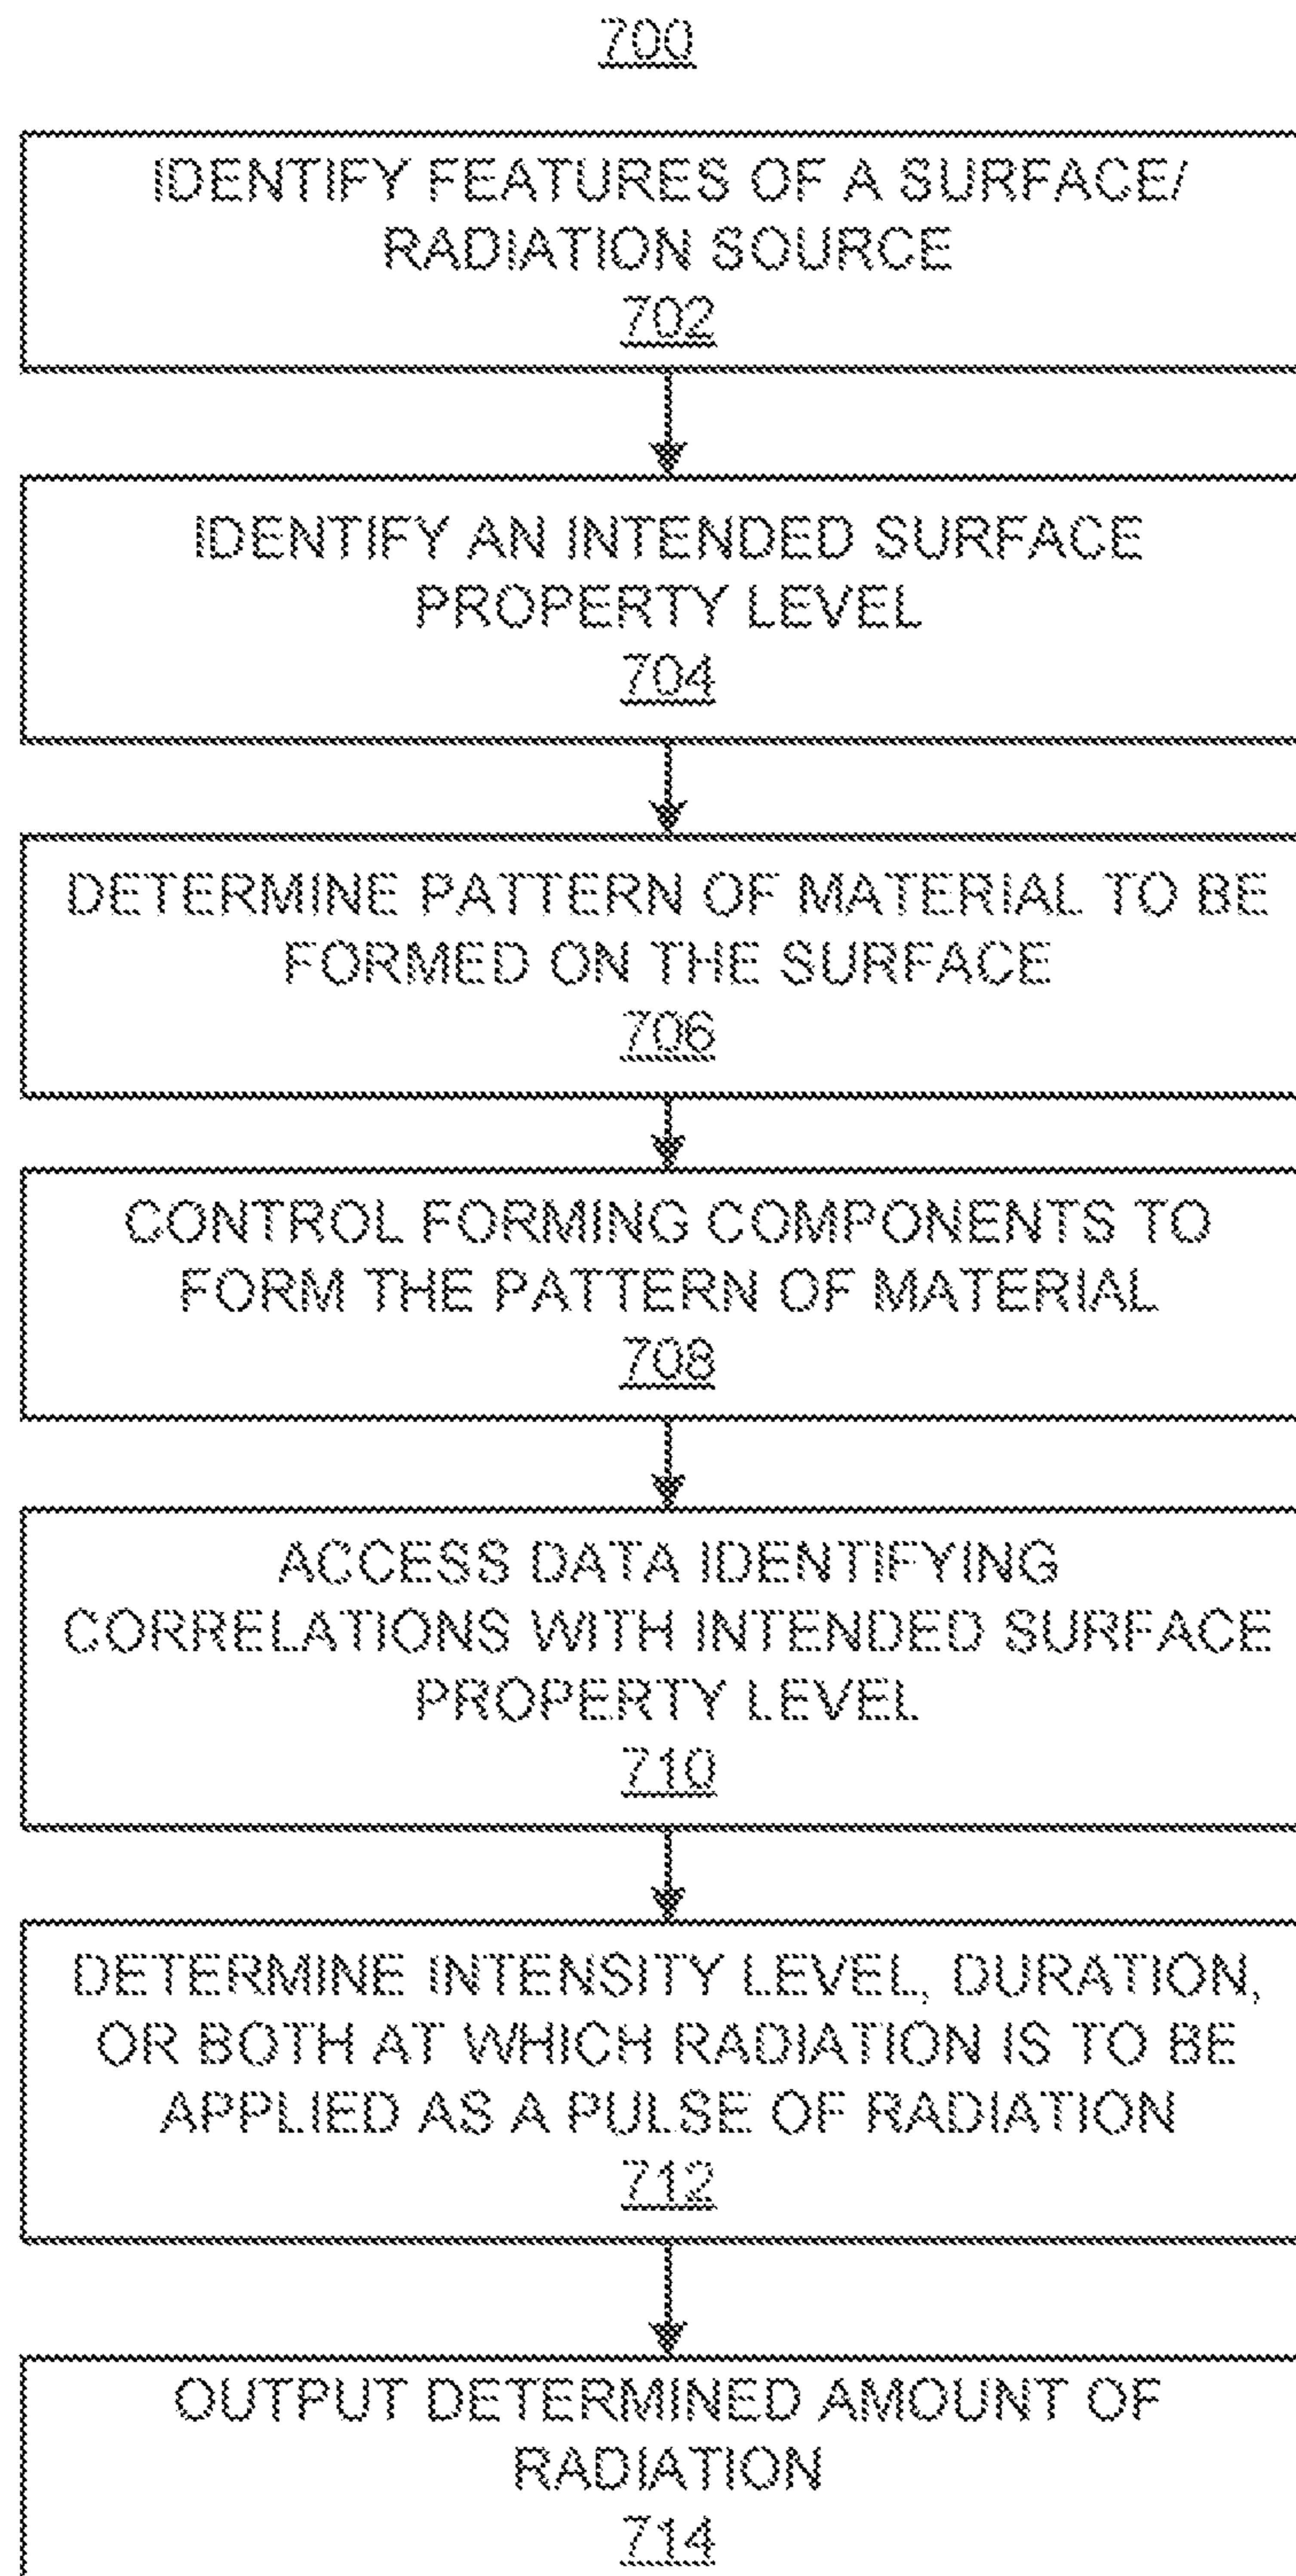 700
IDENTIFY FEATURES OF A SURFACE/
RADIATION SOURCE
702
IDENTIFY AN INTENDED SURFACE
PROPERTY LEVEL
704
DETERMINE PATTERN OF MATERIAL TO BE
FORMED ON THE SURFACE
706
CONTROL FORMING COMPONENTS TO
FORM THE PATTERN OF MATERIAL
708
ACCESS DATA IDENTIFYING
CORRELATIONS WITH INTENDED SURFACE
PROPERTY LEVEL
710
DETERMINE INTENSITY LEVEL, DURATION,
OR BOTH AT WHICH RADIATION IS TO BE
APPLIED AS A PULSE OF RADIATION
712
OUTPUT DETERMINED AMOUNT OF
RADIATION
714